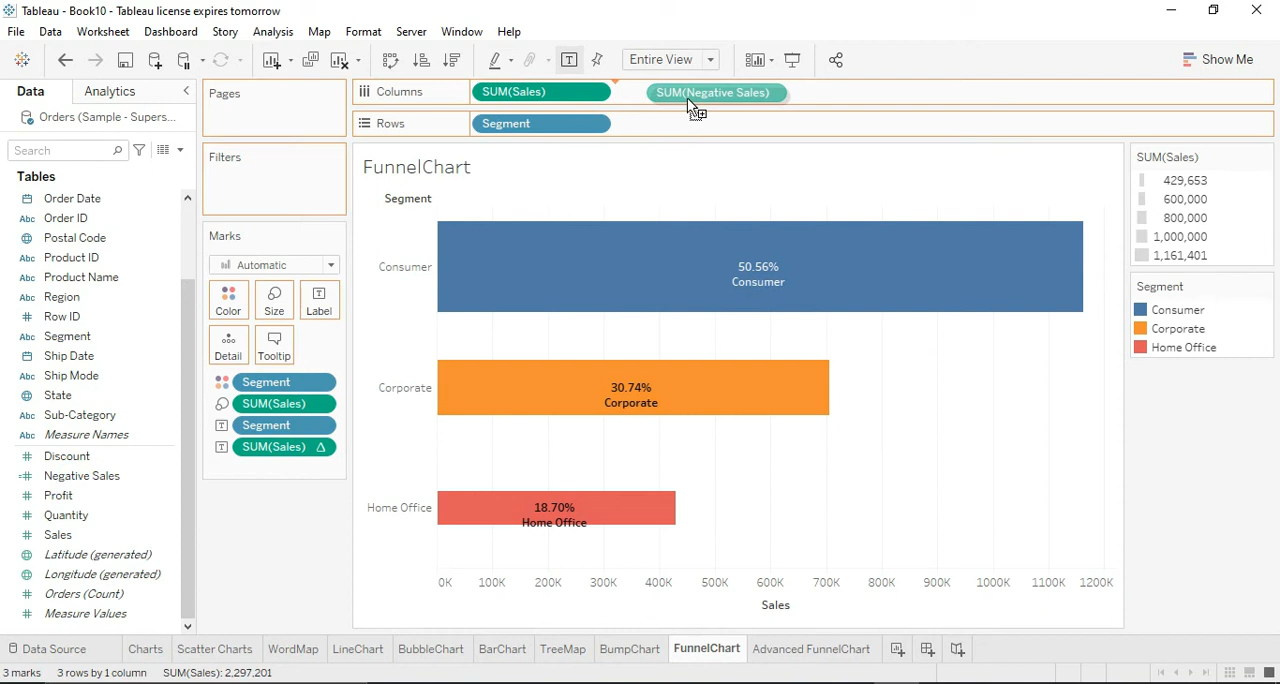 Tableau - Book10 - Tableau license expires tomorrow
File Data Worksheet Dashboard Story Analysis Map Format Server Window Help
Entire View
Show Me
Data Analytics
Orders (Sample - Supers...
Search
Tables
Order Date
Abc Order ID
Postal Code
Abc Product ID
Abc Product Name
Abc Region
# Row ID
Abc Segment
Ship Date
Abc Ship Mode
State
Abc Sub-Category
Abc Measure Names
# Discount
=# Negative Sales
# Profit
# Quantity
# Sales
Latitude (generated)
Longitude (generated)
# Orders (Count)
# Measure Values
Pages
Filters
Marks
Automatic
Color Size Label
Detail Tooltip
Segment
SUM(Sales)
Segment
SUM(Sales) Δ
Columns SUM(Sales) SUM(Negative Sales)
Rows Segment
FunnelChart
Segment
Consumer
50.56%
Consumer
Corporate
30.74%
Corporate
Home Office
18.70%
Home Office
0K 100K 200K 300K 400K 500K 600K 700K 800K 900K 1000K 1100K 1200K
Sales
SUM(Sales)
429,653
600,000
800,000
1,000,000
1,161,401
Segment
Consumer
Corporate
Home Office
Data Source Charts Scatter Charts WordMap LineChart BubbleChart BarChart TreeMap BumpChart FunnelChart Advanced FunnelChart
3 marks 3 rows by 1 column SUM(Sales): 2,297,201